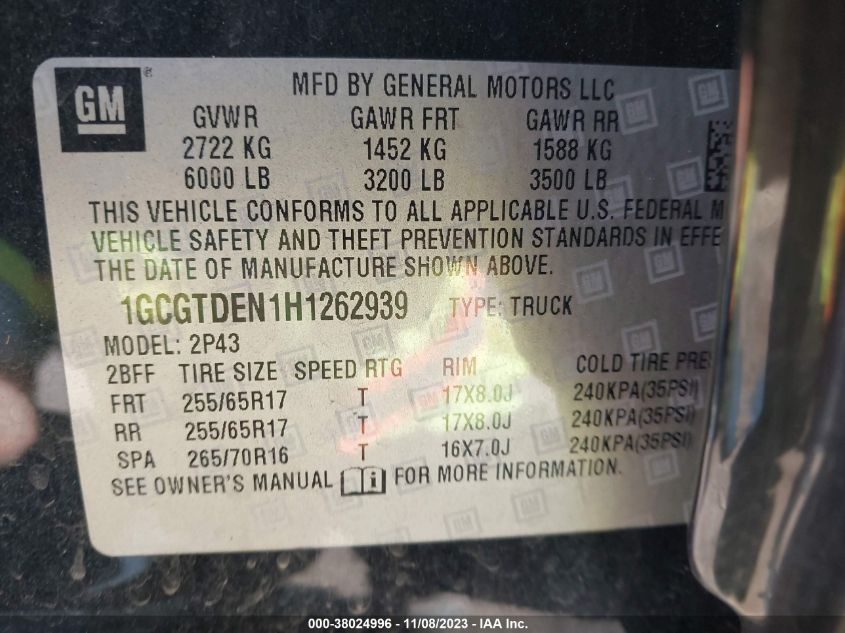 GM
MFD BY GENERAL MOTORS LLC
GVWR GAWR FRT GAWR RR
2722 KG 1452 KG 1588 KG
6000 LB 3200 LB 3500 LB
THIS VEHICLE CONFORMS TO ALL APPLICABLE U.S. FEDERAL M
VEHICLE SAFETY AND THEFT PREVENTION STANDARDS IN EFFE
THE DATE OF MANUFACTURE SHOWN ABOVE.
1GCGTDEN1H1262939 TYPE: TRUCK
MODEL: 2P43
2BFF TIRE SIZE SPEED RTG RIM COLD TIRE PRE
FRT 255/65R17 T 17X8.0J 240KPA(35PSI)
RR 255/65R17 T 17X8.0J 240KPA(35PSI)
SPA 265/70R16 T 16X7.0J 240KPA(35PSI)
SEE OWNER'S MANUAL i FOR MORE INFORMATION.
000-38024996 - 11/08/2023 - IAA Inc.